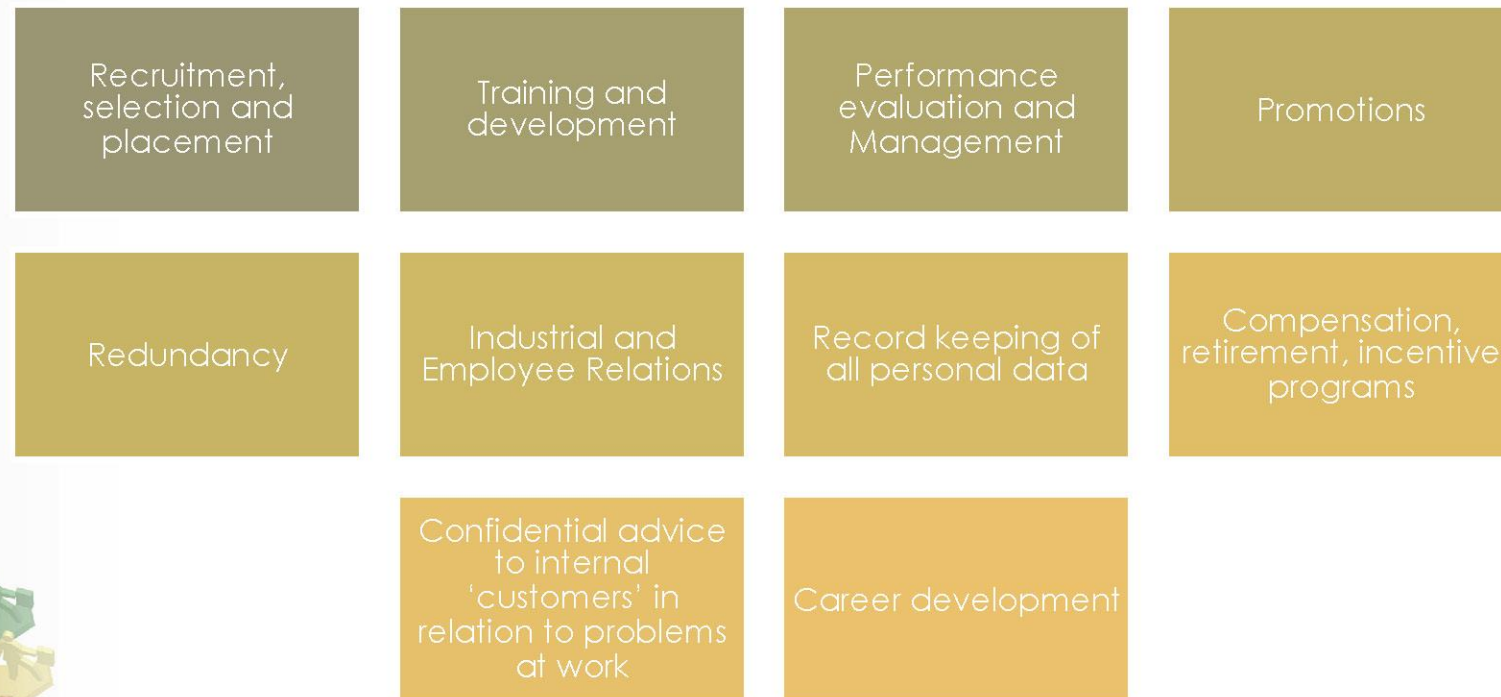 Recruitment,
selection and
placement
Training and
development
Performance
evaluation and
Management
Promotions
Redundancy
Industrial and
Employee Relations
Record keeping of
all personal data
Compensation,
retirement, incentive
programs
Confidential advice
to internal
‘customers’ in
relation to problems
at work
Career development